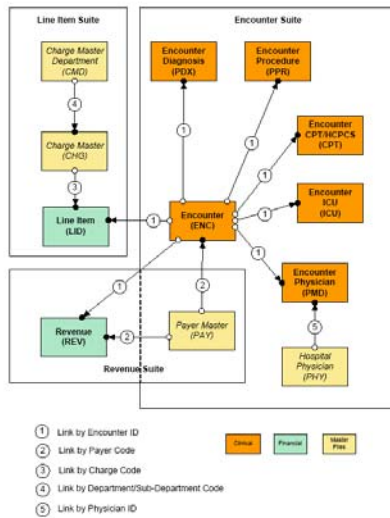 Line Item Suite
Encounter Suite
Charge Master
Department
(CMD)
Encounter
Diagnosis
(PDX)
Encounter
Procedure
(PPR)
4
1
1
Encounter
CPT/HCPCS
(CPT)
Charge Master
(CHG)
1
3
Encounter
ICU
(ICU)
Line Item
(LID)
1
Encounter
(ENC)
1
1
Encounter
Physician
(PMD)
1
2
Revenue
(REV)
2
Payer Master
(PAY)
5
Hospital
Physician
(PHY)
Revenue Suite
1 Link by Encounter ID
2 Link by Payer Code
3 Link by Charge Code
4 Link by Department/Sub-Department Code
5 Link by Physician ID
Clinical
Financial
Master
Files